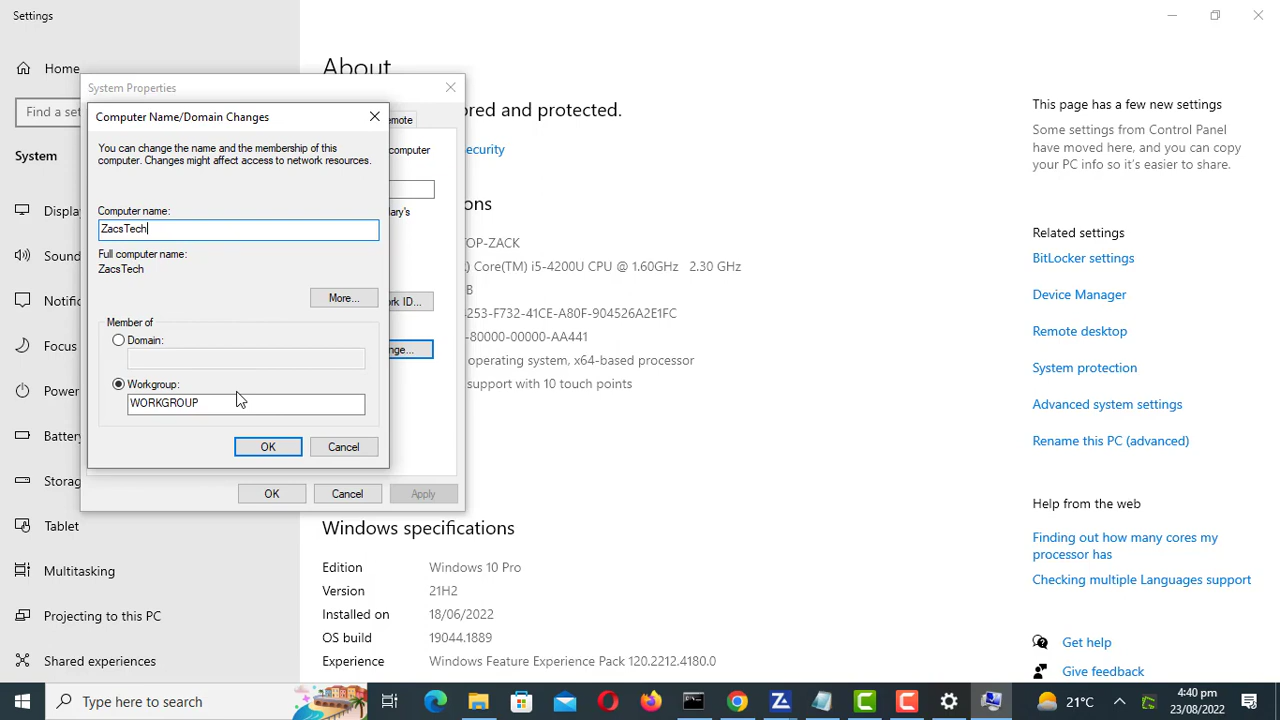 Settings
Home
Find a set
System
Display
Sound
Notific
Focus
Power
Battery
Storag
Tablet
Multitasking
Projecting to this PC
Shared experiences
System Properties
emote
computer
ary's
rk ID...
nge...
OK
Cancel
Apply
Computer Name/Domain Changes
You can change the name and the membership of this
computer. Changes might affect access to network resources.
Computer name:
ZacsTech
Full computer name:
ZacsTech
More...
Member of
Domain:
Workgroup:
WORKGROUP
OK
Cancel
About
ored and protected.
ecurity
ons
OP-ZACK
) Core(TM) i5-4200U CPU @ 1.60GHz 2.30 GHz
B
253-F732-41CE-A80F-904526A2E1FC
-80000-00000-AA441
operating system, x64-based processor
support with 10 touch points
Windows specifications
Edition Windows 10 Pro
Version 21H2
Installed on 18/06/2022
OS build 19044.1889
Experience Windows Feature Experience Pack 120.2212.4180.0
This page has a few new settings
Some settings from Control Panel
have moved here, and you can copy
your PC info so it's easier to share.
Related settings
BitLocker settings
Device Manager
Remote desktop
System protection
Advanced system settings
Rename this PC (advanced)
Help from the web
Finding out how many cores my
processor has
Checking multiple Languages support
Get help
Give feedback
Type here to search
21°C
4:40 pm
23/08/2022